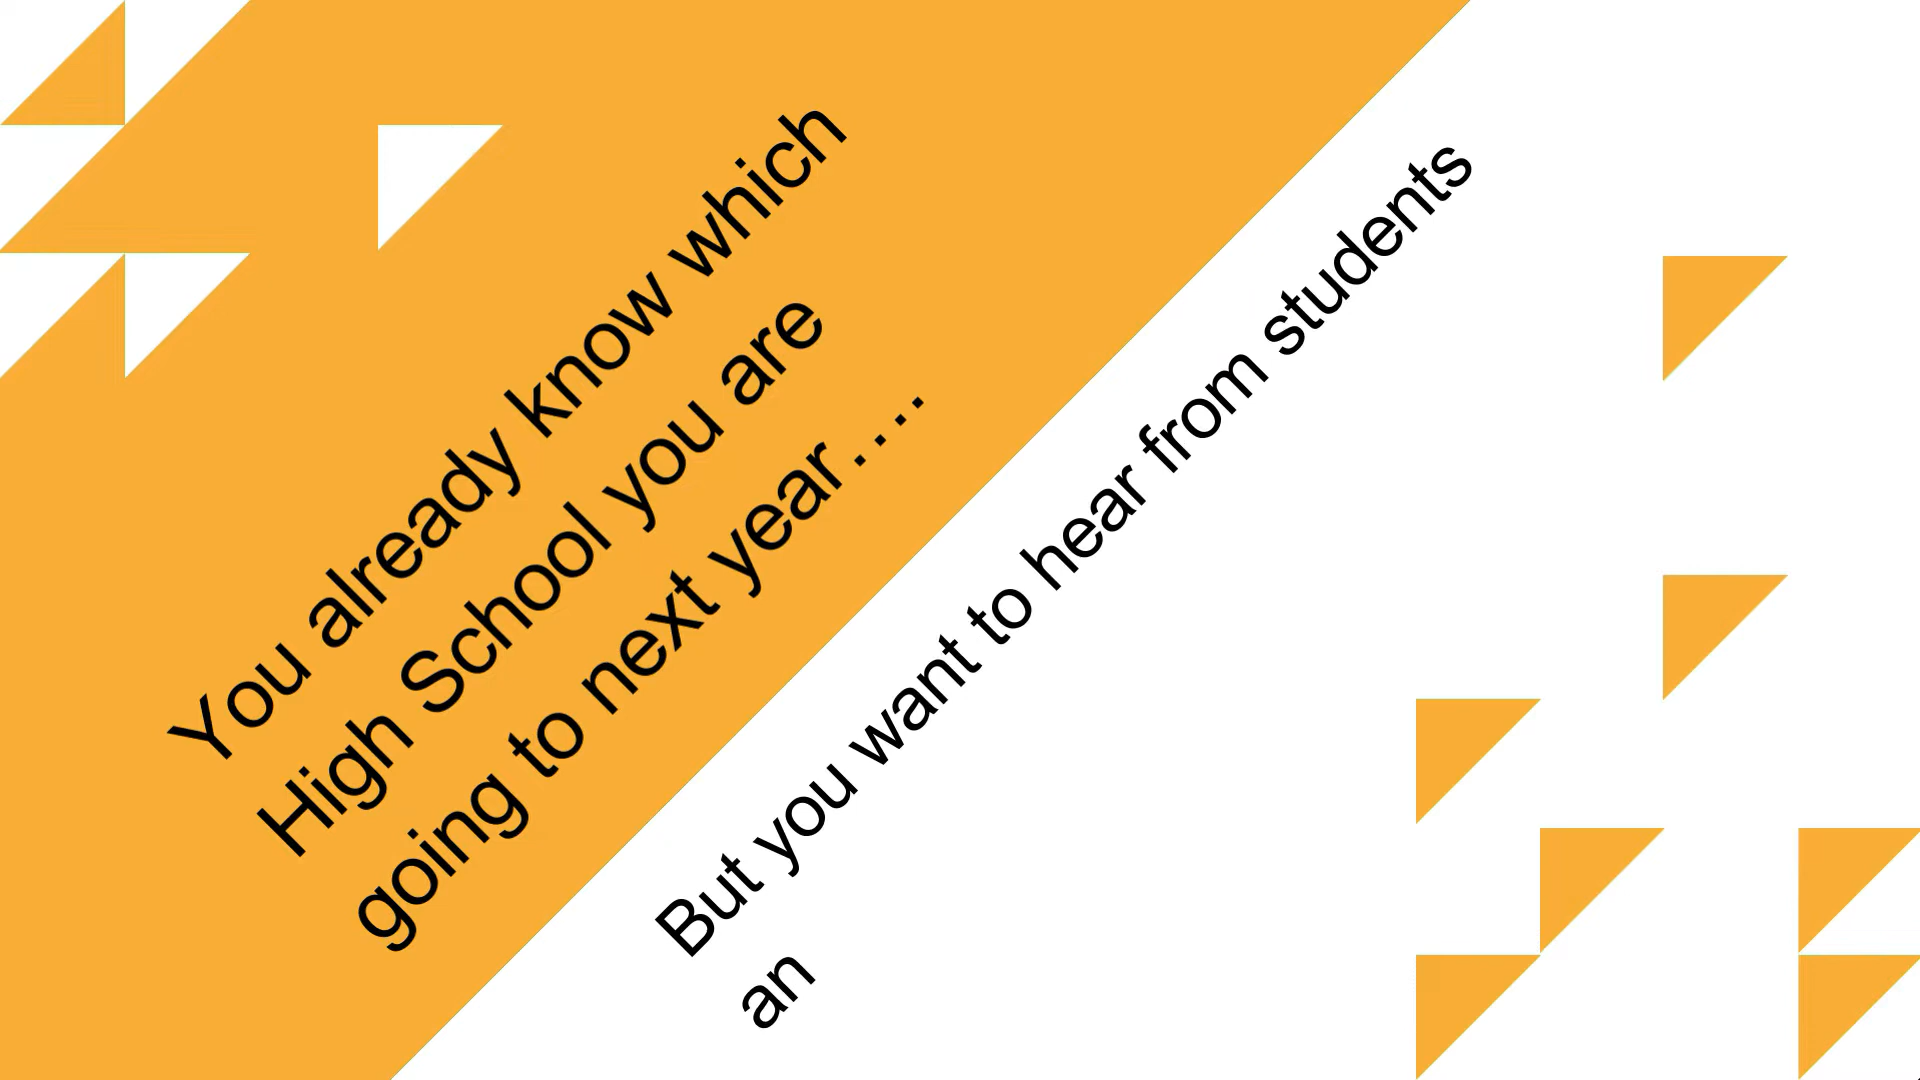 You already know which
High School you are
going to next year….
But you want to hear from students
an